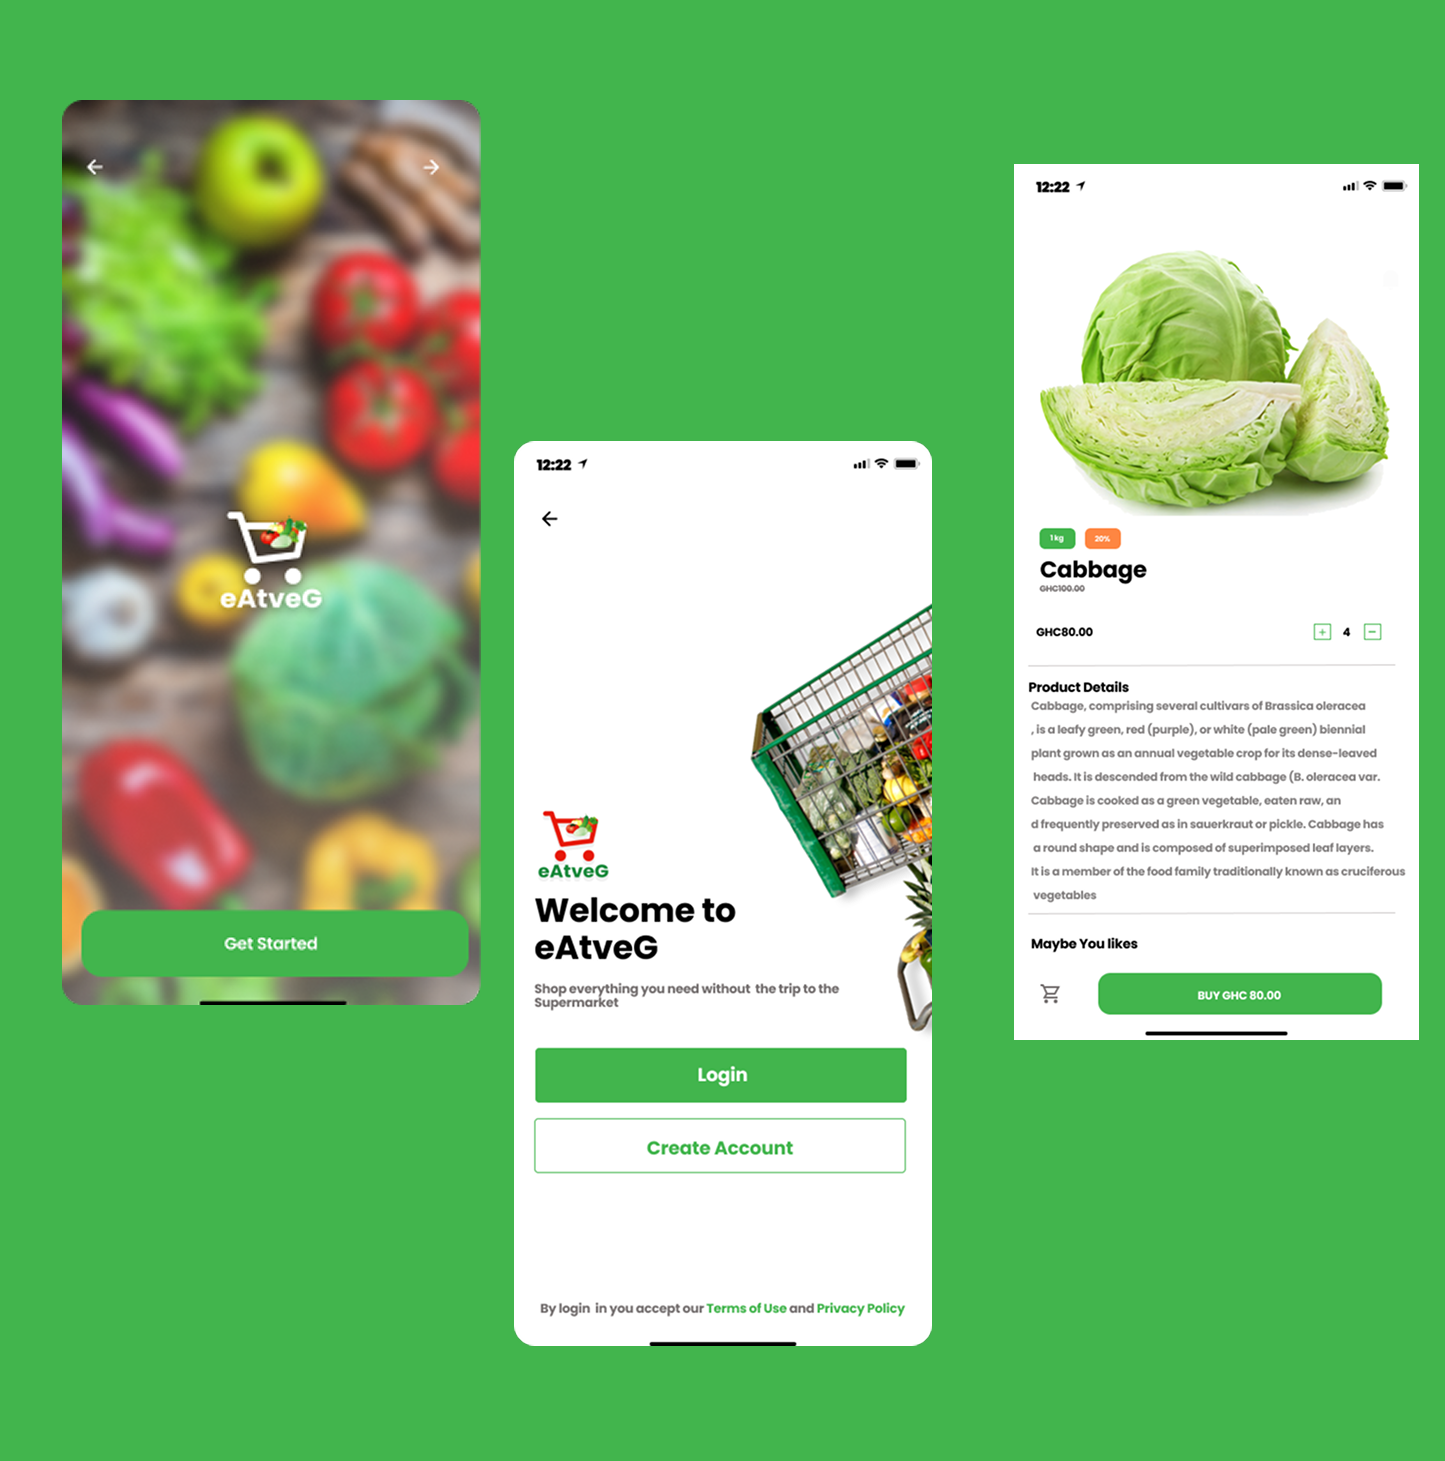 eAtveG
Get Started
12:22
eAtveG
Welcome to
eAtveG
Shop everything you need without the trip to the
Supermarket
Login
Create Account
By login in you accept our Terms of Use and Privacy Policy
12:22
1 kg 20%
Cabbage
GHC100.00
GHC80.00 + 4 −
Product Details
Cabbage, comprising several cultivars of Brassica oleracea
, is a leafy green, red (purple), or white (pale green) biennial
plant grown as an annual vegetable crop for its dense-leaved
heads. It is descended from the wild cabbage (B. oleracea var.
Cabbage is cooked as a green vegetable, eaten raw, an
d frequently preserved as in sauerkraut or pickle. Cabbage has
a round shape and is composed of superimposed leaf layers.
It is a member of the food family traditionally known as cruciferous
vegetables
Maybe You likes
BUY GHC 80.00